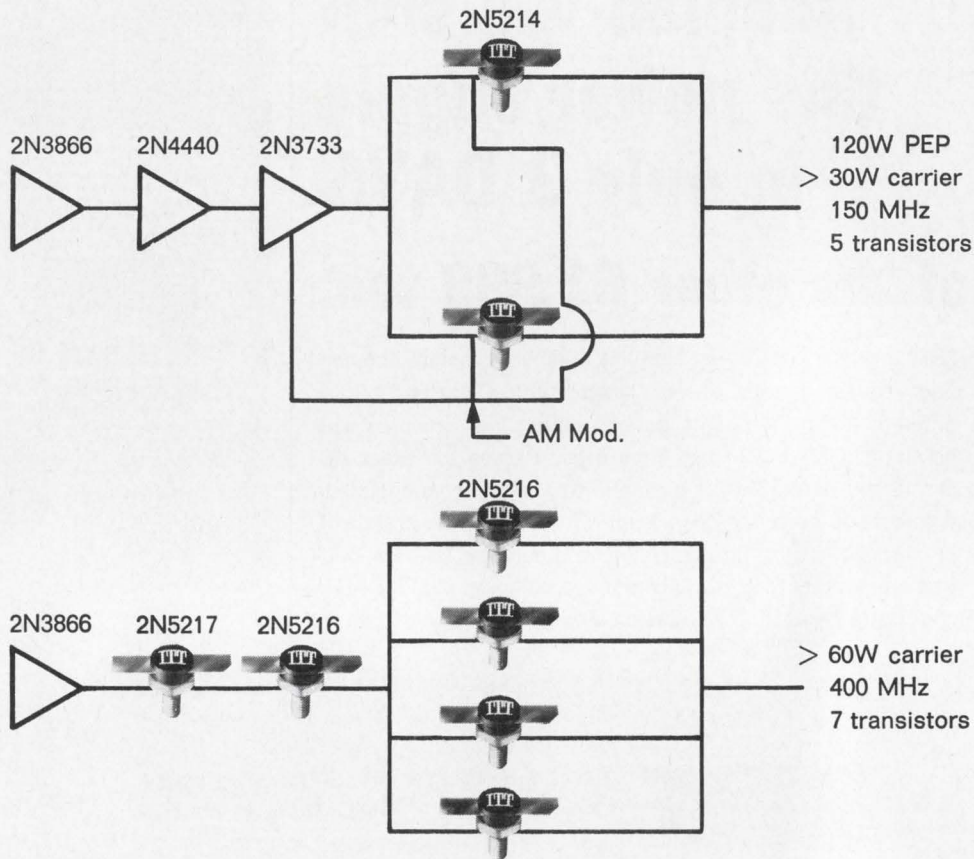 2N5214
ITT
2N3866
2N4440
2N3733
120W PEP
> 30W carrier
150 MHz
5 transistors
ITT
AM Mod.
2N5216
ITT
ITT
2N3866
2N5217
2N5216
ITT
ITT
> 60W carrier
400 MHz
7 transistors
ITT
ITT